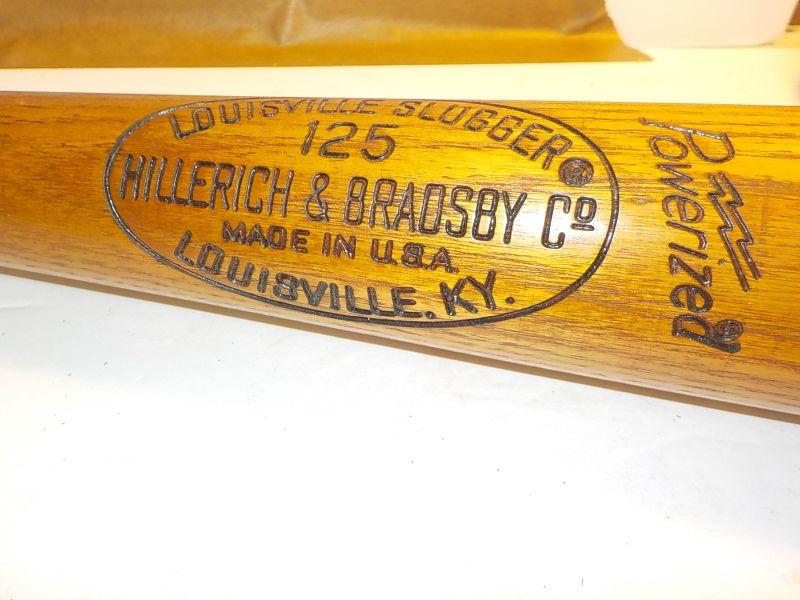 LOUISVILLE SLUGGER®
125
HILLERICH & BRADSBY Cº
MADE IN U.S.A.
LOUISVILLE, KY.
Powerized®